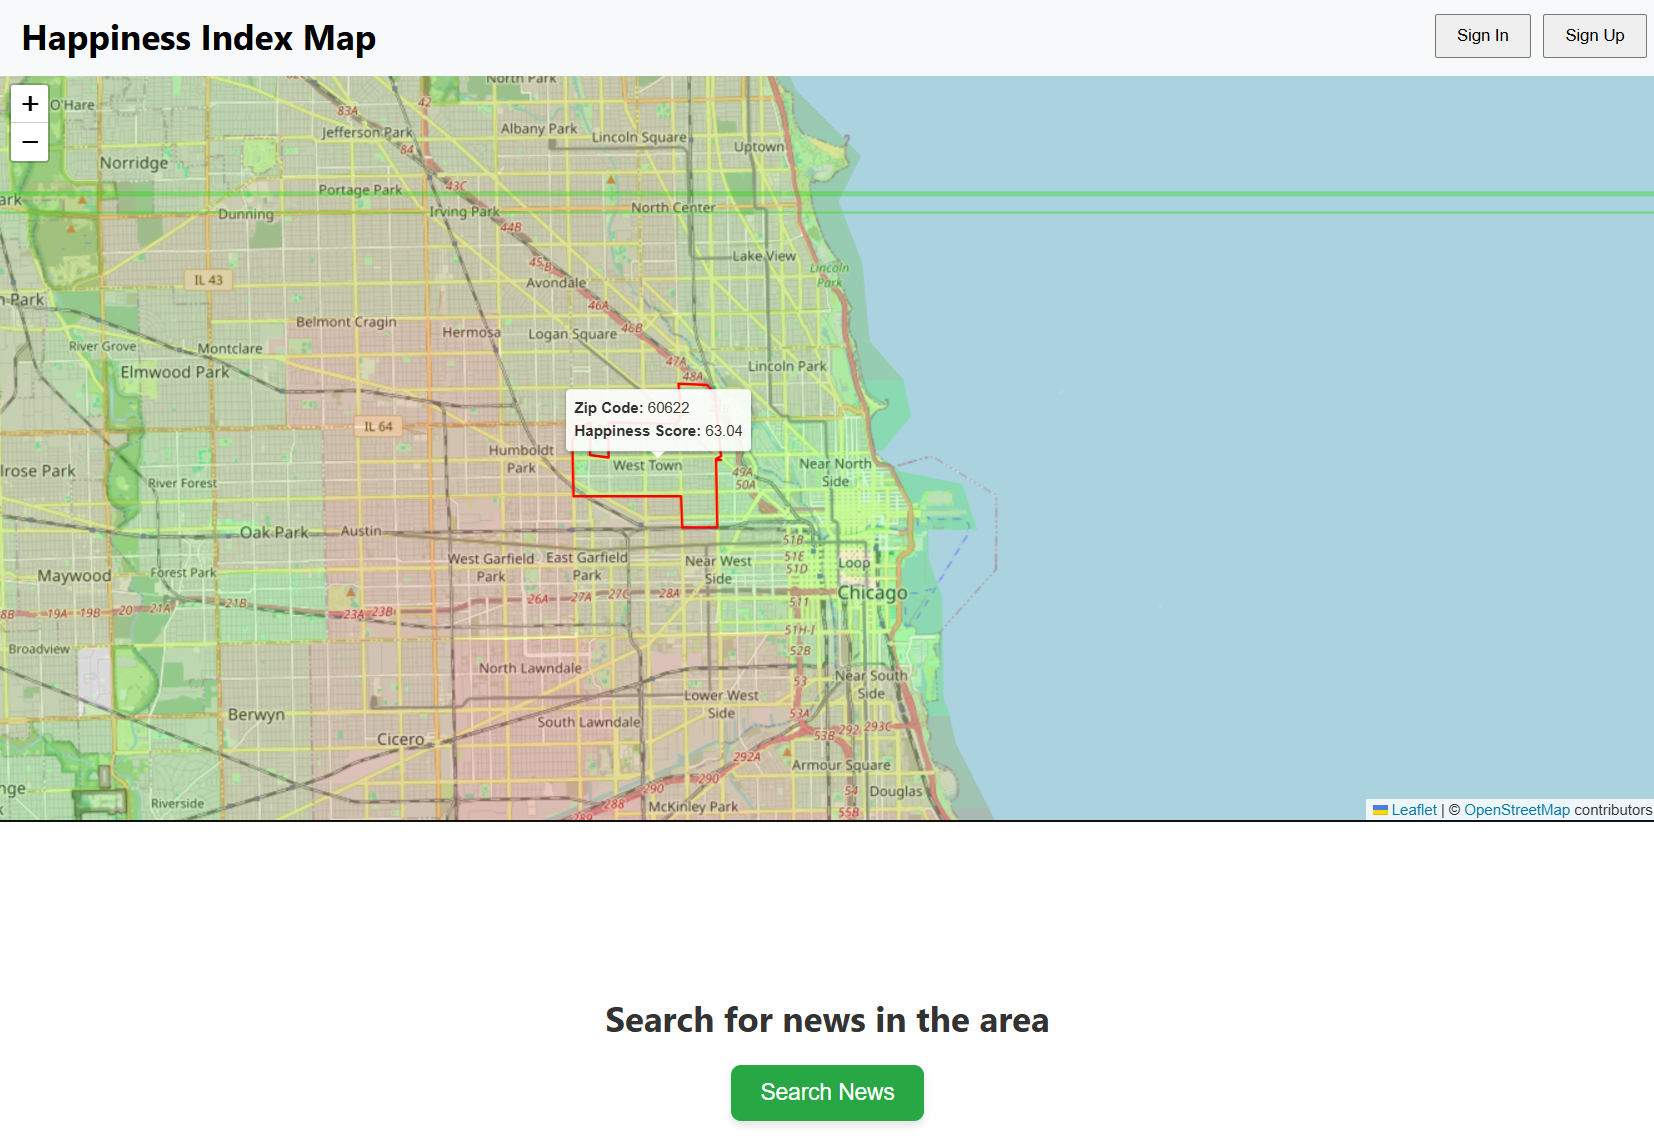 Happiness Index Map
Sign In
Sign Up
+
−
O'Hare
83A
42
North Park
Jefferson Park
Albany Park
Lincoln Square
Uptown
2
84
Norridge
Portage Park
43C
ark
Dunning
Irving Park
North Center
44B
Lake View
45-B
Lincoln
Park
IL 43
Avondale
n Park
46A
Belmont Cragin
Hermosa
Logan Square
46B
River Grove
Montclare
47A
Elmwood Park
48A
Lincoln Park
Zip Code: 60622
Happiness Score: 63.04
IL 64
Humboldt
Park
West Town
Near North
Side
49A
50A
lrose Park
River Forest
Oak Park
Austin
51B
West Garfield
Park
East Garfield
Park
Near West
Side
51E
51D
Loop
Maywood
Forest Park
Chicago
8B
19A
19B
20
21A
21B
23A
23B
26A
27A
27C
28A
511
51H-I
Broadview
52B
North Lawndale
53
Near South
Side
Lower West
Side
Berwyn
South Lawndale
53A
53B
292
293C
Cicero
292A
Armour Square
nge
k
Riverside
290
290
288
289
McKinley Park
54
Douglas
55B
Leaflet | © OpenStreetMap contributors
Search for news in the area
Search News